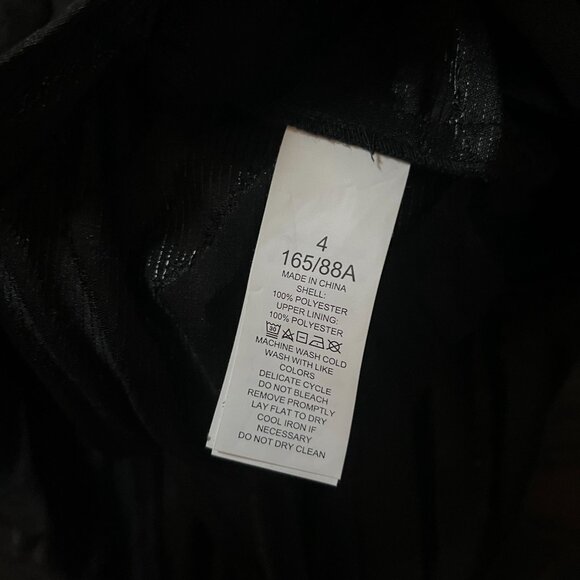 4
165/88A
MADE IN CHINA
SHELL:
100% POLYESTER
UPPER LINING:
100% POLYESTER
30
MACHINE WASH COLD
WASH WITH LIKE
COLORS
DELICATE CYCLE
DO NOT BLEACH
REMOVE PROMPTLY
LAY FLAT TO DRY
COOL IRON IF
NECESSARY
DO NOT DRY CLEAN